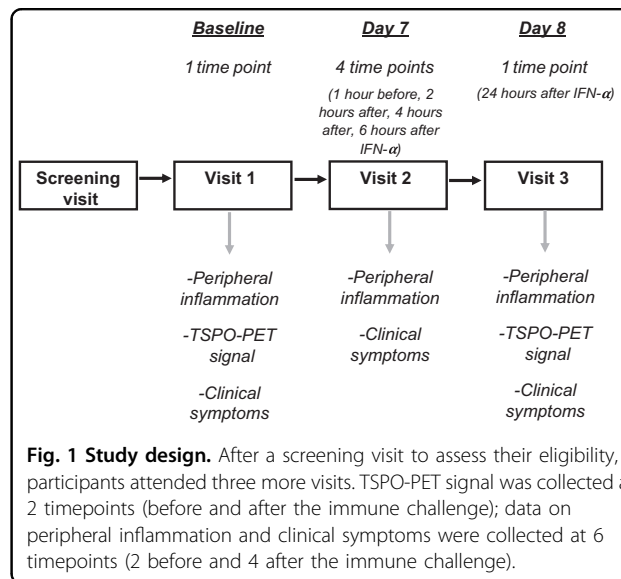 Baseline Day 7 Day 8
1 time point 4 time points 1 time point
(1 hour before, 2 (24 hours after IFN-α)
hours after, 4 hours
after, 6 hours after
IFN-α)
Screening
visit
Visit 1 Visit 2 Visit 3
-Peripheral
inflammation
-TSPO-PET
signal
-Clinical
symptoms
-Peripheral
inflammation
-Clinical
symptoms
-Peripheral
inflammation
-TSPO-PET
signal
-Clinical
symptoms
Fig. 1 Study design. After a screening visit to assess their eligibility,
participants attended three more visits. TSPO-PET signal was collected a
2 timepoints (before and after the immune challenge); data on
peripheral inflammation and clinical symptoms were collected at 6
timepoints (2 before and 4 after the immune challenge).